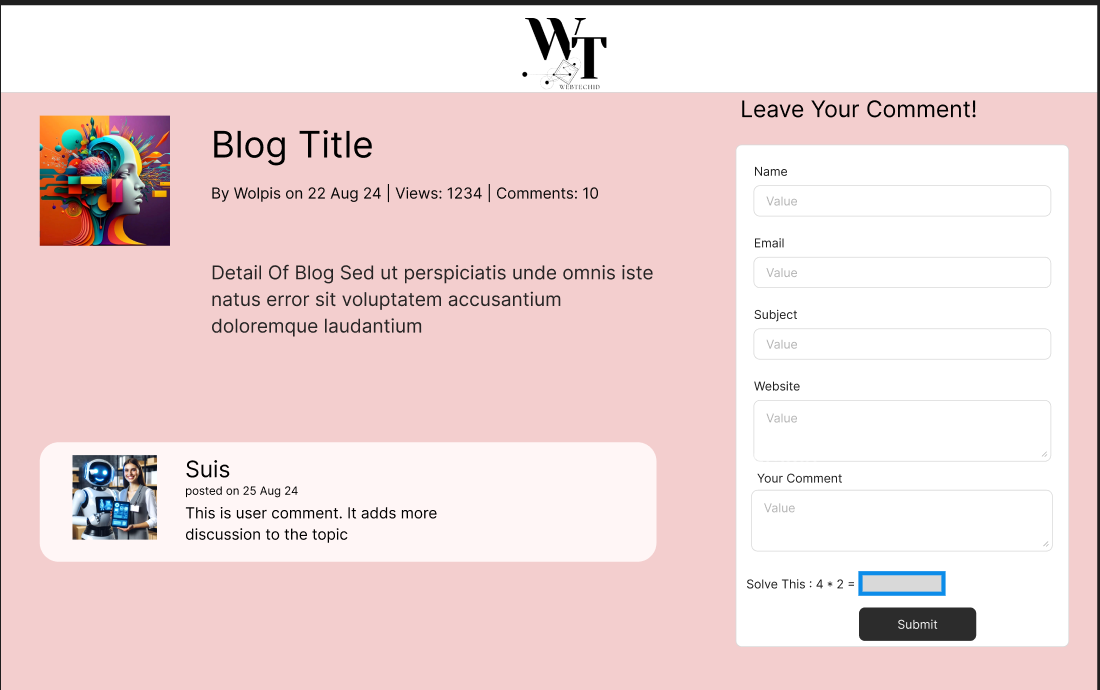 WT
WEBTECHID
Blog Title
By Wolpis on 22 Aug 24 | Views: 1234 | Comments: 10
Detail Of Blog Sed ut perspiciatis unde omnis iste
natus error sit voluptatem accusantium
doloremque laudantium
Suis
posted on 25 Aug 24
This is user comment. It adds more
discussion to the topic
Leave Your Comment!
Name
Value
Email
Value
Subject
Value
Website
Value
Your Comment
Value
Solve This : 4 * 2 =
Submit